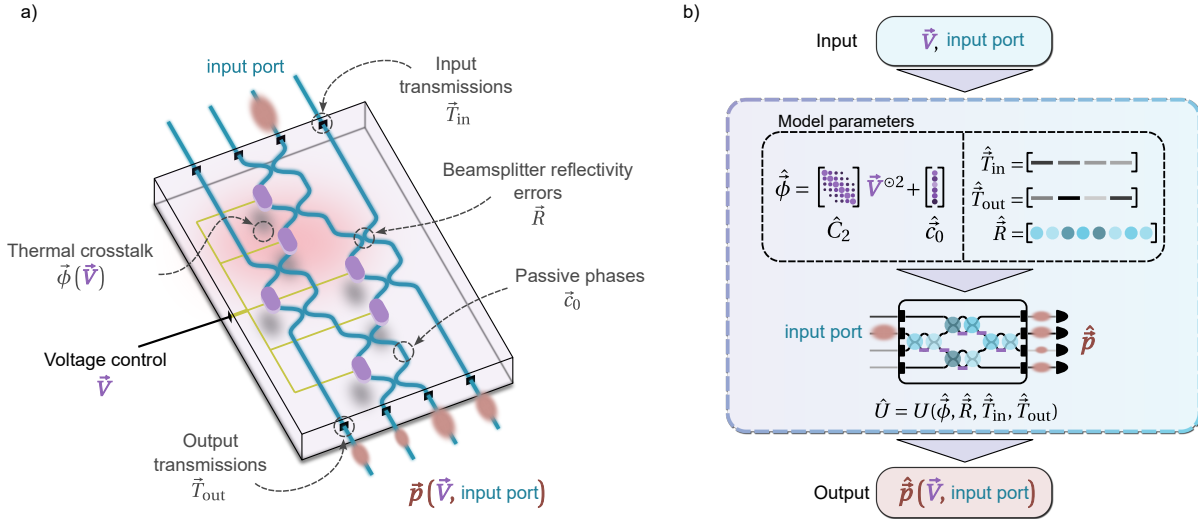 a)
input port
Input
transmissions
T⃗in
Beamsplitter reflectivity
errors
R⃗
Thermal crosstalk
ϕ⃗(V⃗)
Passive phases
c⃗0
Voltage control
V⃗
Output
transmissions
T⃗out
p⃗(V⃗, input port)
b)
Input
V⃗, input port
Model parameters
ϕ⃗̂ = [ ] V⃗⊙2 + [ ]
Ĉ2
c⃗̂0
T⃗̂in = [ ]
T⃗̂out = [ ]
R⃗̂ = [ ]
input port
p⃗̂
Û = U(ϕ⃗̂, R⃗̂, T⃗̂in, T⃗̂out)
Output
p⃗̂(V⃗, input port)